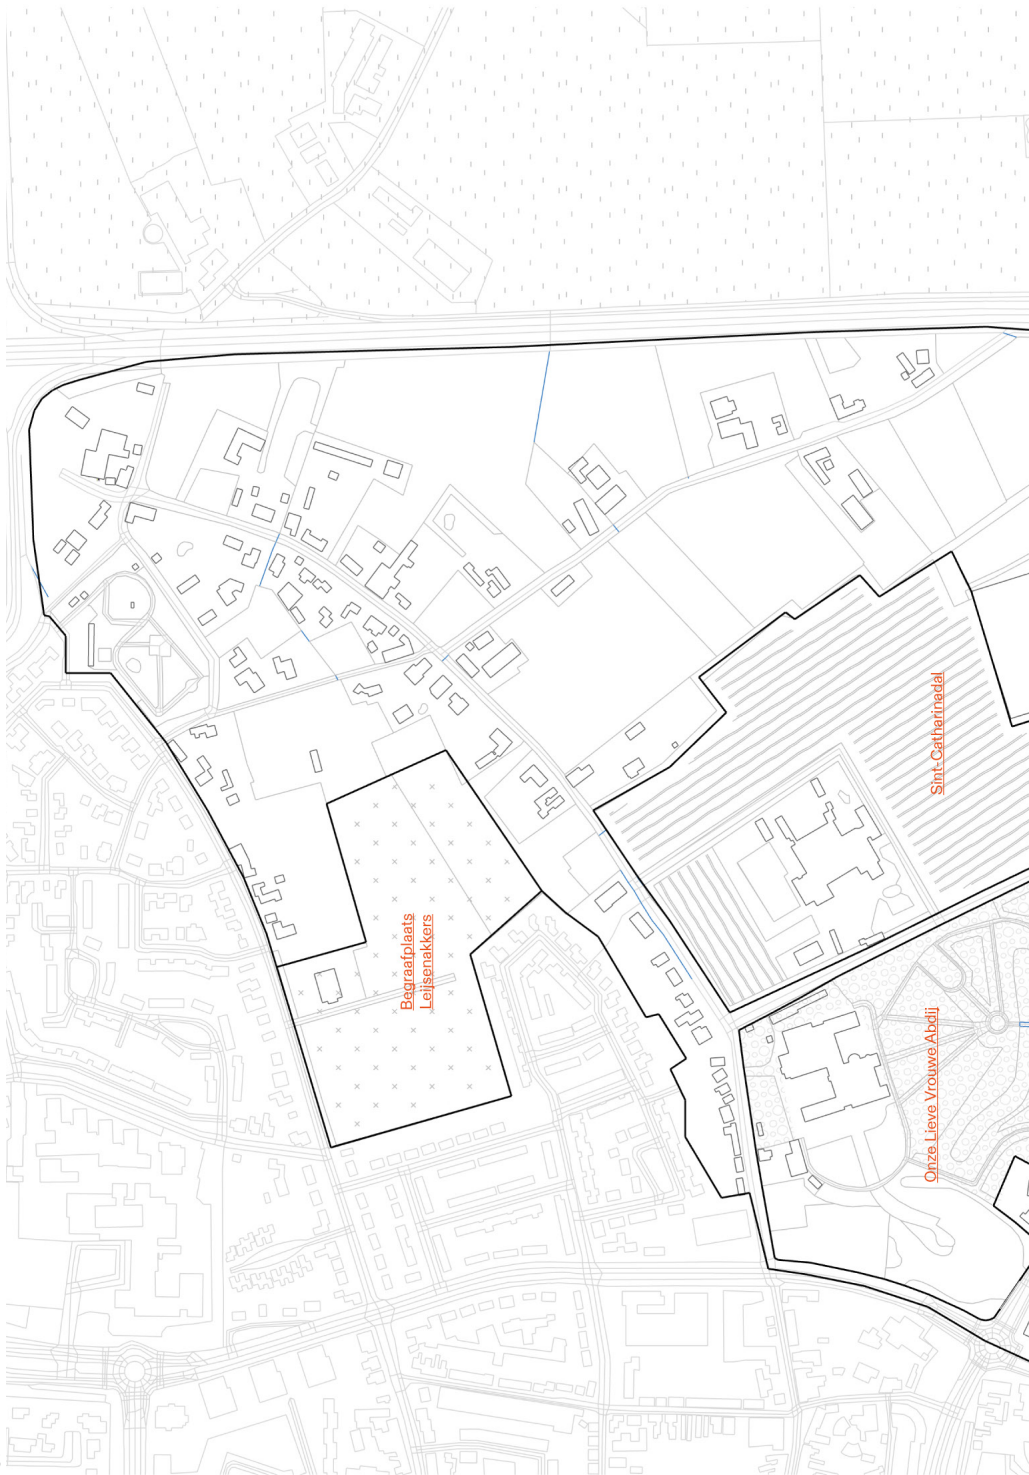 Begraafplaats
Leijsenakkers
Sint-Catharinadal
Onze Lieve Vrouwe Abdij